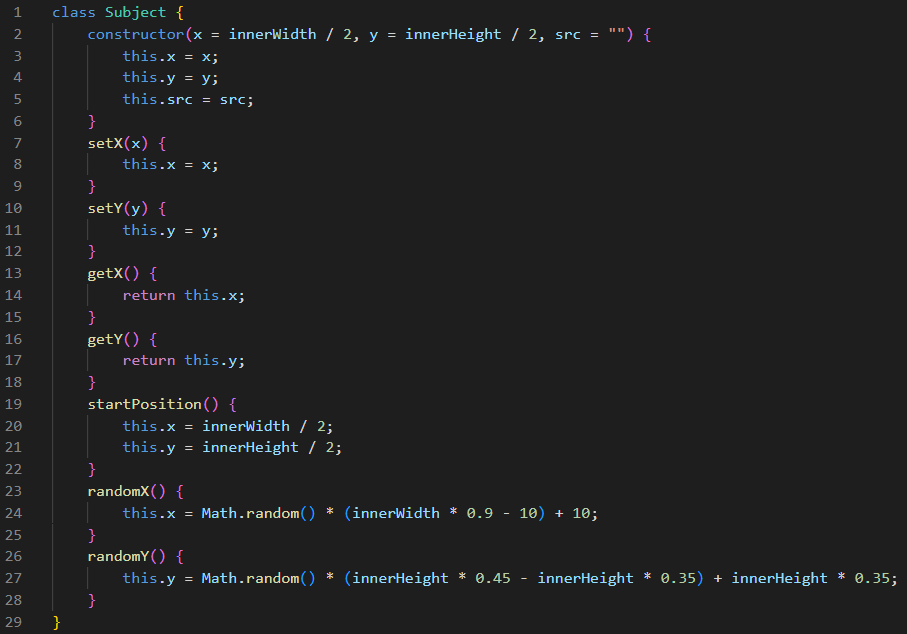 1 class Subject {
2 constructor(x = innerWidth / 2, y = innerHeight / 2, src = "") {
3 this.x = x;
4 this.y = y;
5 this.src = src;
6 }
7 setX(x) {
8 this.x = x;
9 }
10 setY(y) {
11 this.y = y;
12 }
13 getX() {
14 return this.x;
15 }
16 getY() {
17 return this.y;
18 }
19 startPosition() {
20 this.x = innerWidth / 2;
21 this.y = innerHeight / 2;
22 }
23 randomX() {
24 this.x = Math.random() * (innerWidth * 0.9 - 10) + 10;
25 }
26 randomY() {
27 this.y = Math.random() * (innerHeight * 0.45 - innerHeight * 0.35) + innerHeight * 0.35;
28 }
29 }